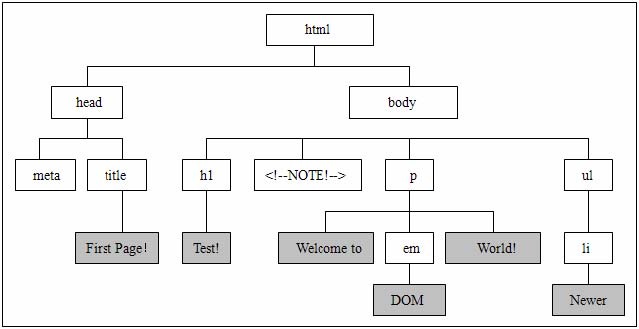 html
head body
meta title h1 <!--NOTE!--> p ul
First Page! Test! Welcome to em World! li
DOM Newer